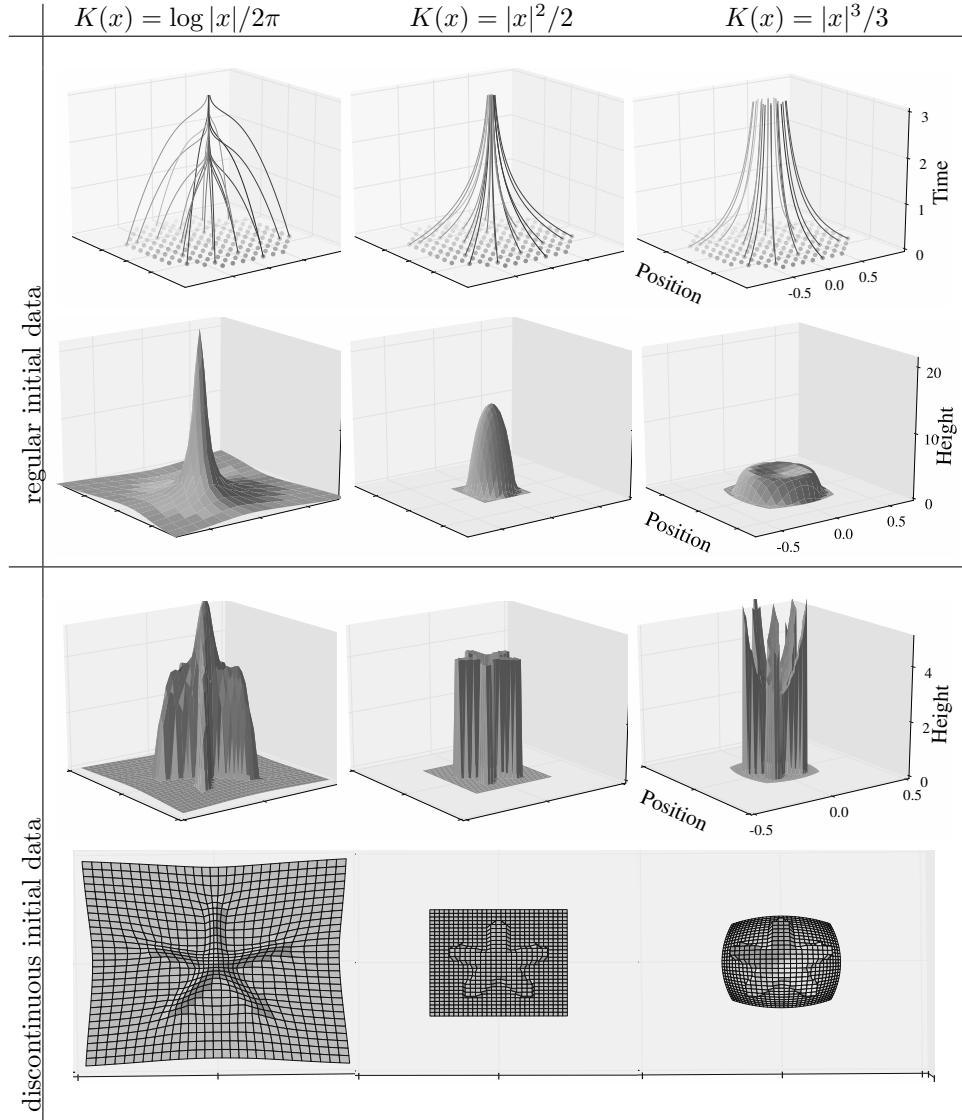 K(x) = log |x|/2π
K(x) = |x|²/2
K(x) = |x|³/3
regular initial data
3
2
1
0
Time
Position
-0.5
0.0
0.5
20
10
0
Height
Position
-0.5
0.0
0.5
discontinuous initial data
4
2
0
Height
Position
-0.5
0.0
0.5